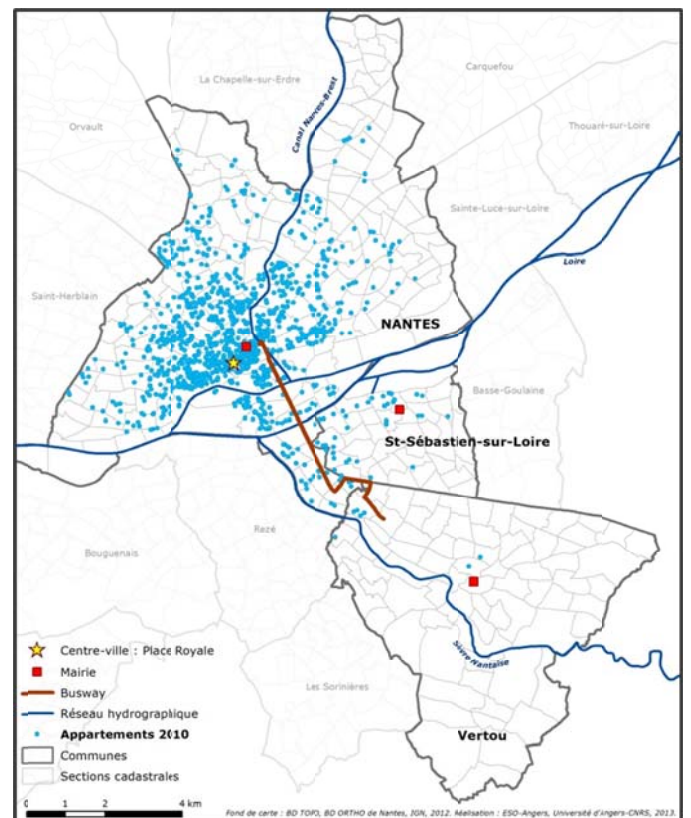 La Chapelle-sur-Erdre
Carquefou
Orvault
Canal Nantes-Brest
Thouaré-sur-Loire
Sainte-Luce-sur-Loire
Loire
Saint-Herblain
NANTES
Basse-Goulaine
St-Sébastien-sur-Loire
Rezé
Bouguenais
Sèvre Nantaise
Les Sorinières
Vertou
Centre-ville : Place Royale
Mairie
Busway
Réseau hydrographique
Appartements 2010
Communes
Sections cadastrales
0 1 2 4 km
Fond de carte : BD TOPO, BD ORTHO de Nantes, IGN, 2012. Réalisation : ESO-Angers, Université d'Angers-CNRS, 2013.